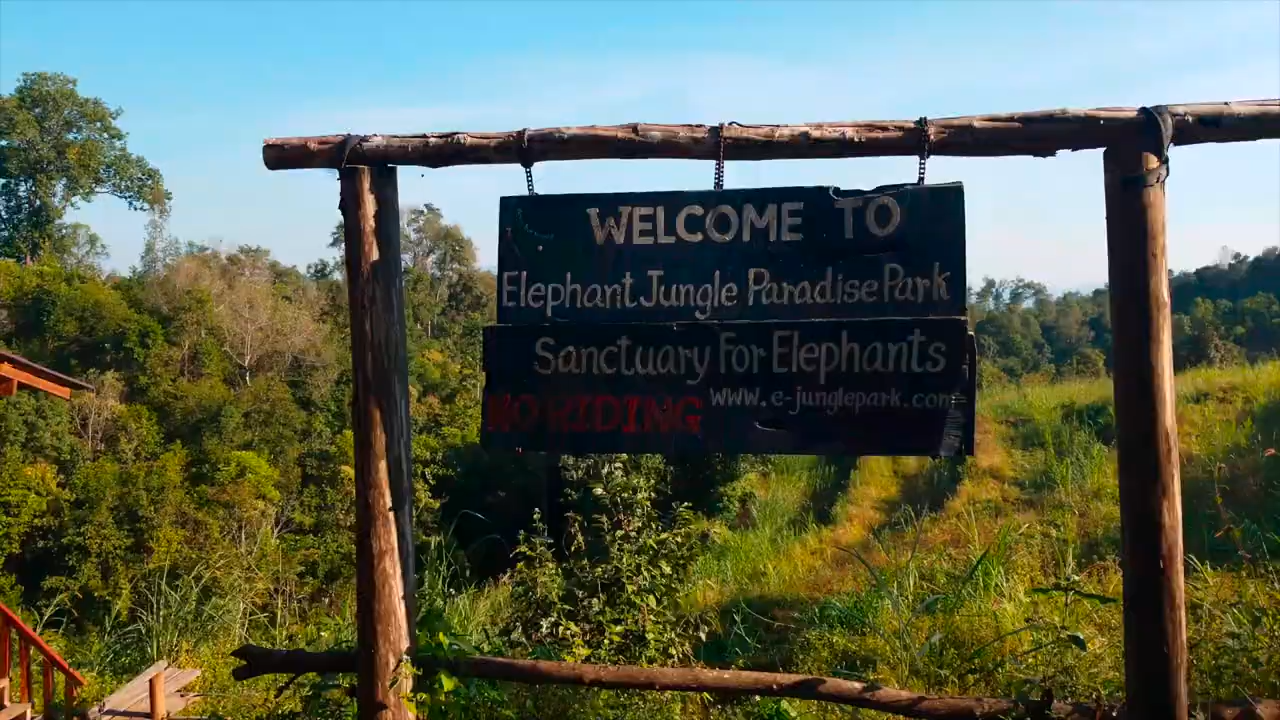 WELCOME TO
Elephant Jungle Paradise Park
Sanctuary For Elephants
NO RIDING www.e-junglepark.com